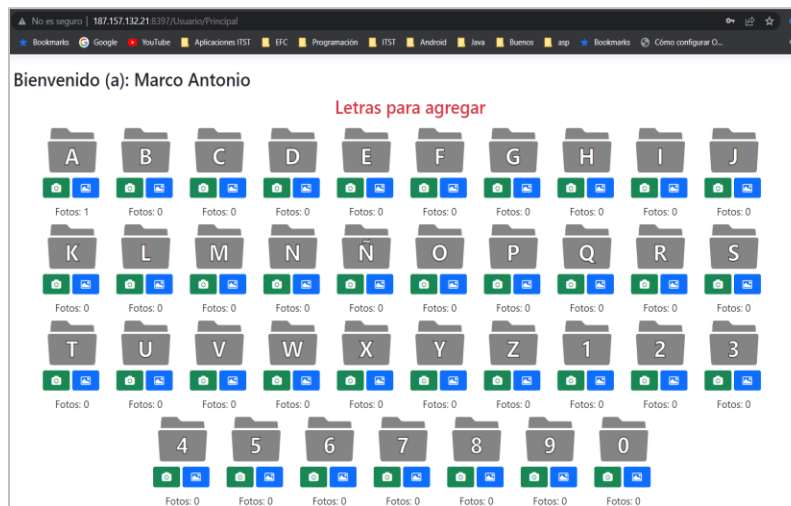 No es seguro | 187.157.132.21:8397/Usuario/Principal
Bookmarks Google YouTube Aplicaciones ITST EFC Programación ITST Android Java Buenos asp Bookmarks Cómo configurar O...
Bienvenido (a): Marco Antonio
Letras para agregar
A B C D E F G H I J
Fotos: 1 Fotos: 0 Fotos: 0 Fotos: 0 Fotos: 0 Fotos: 0 Fotos: 0 Fotos: 0 Fotos: 0 Fotos: 0
K L M N Ñ O P Q R S
Fotos: 0 Fotos: 0 Fotos: 0 Fotos: 0 Fotos: 0 Fotos: 0 Fotos: 0 Fotos: 0 Fotos: 0 Fotos: 0
T U V W X Y Z 1 2 3
Fotos: 0 Fotos: 0 Fotos: 0 Fotos: 0 Fotos: 0 Fotos: 0 Fotos: 0 Fotos: 0 Fotos: 0 Fotos: 0
4 5 6 7 8 9 0
Fotos: 0 Fotos: 0 Fotos: 0 Fotos: 0 Fotos: 0 Fotos: 0 Fotos: 0